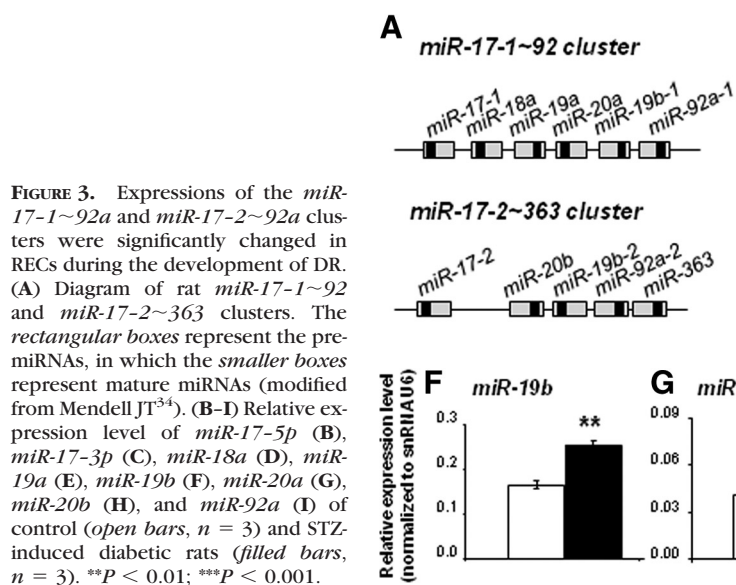 FIGURE 3. Expressions of the miR-
17-1~92a and miR-17-2~92a clus-
ters were significantly changed in
RECs during the development of DR.
(A) Diagram of rat miR-17-1~92
and miR-17-2~363 clusters. The
rectangular boxes represent the pre-
miRNAs, in which the smaller boxes
represent mature miRNAs (modified
from Mendell JT34). (B–I) Relative ex-
pression level of miR-17-5p (B),
miR-17-3p (C), miR-18a (D), miR-
19a (E), miR-19b (F), miR-20a (G),
miR-20b (H), and miR-92a (I) of
control (open bars, n = 3) and STZ-
induced diabetic rats (filled bars,
n = 3). **P < 0.01; ***P < 0.001.
A
miR-17-1~92 cluster
miR-17-1 miR-18a miR-19a miR-20a miR-19b-1 miR-92a-1
miR-17-2~363 cluster
miR-17-2 miR-20b miR-19b-2 miR-92a-2 miR-363
F miR-19b
Relative expression level
(normalized to snRNAU6)
0.3
0.2
0.1
0.0
**
G miR
0.09
0.06
0.03
0.00